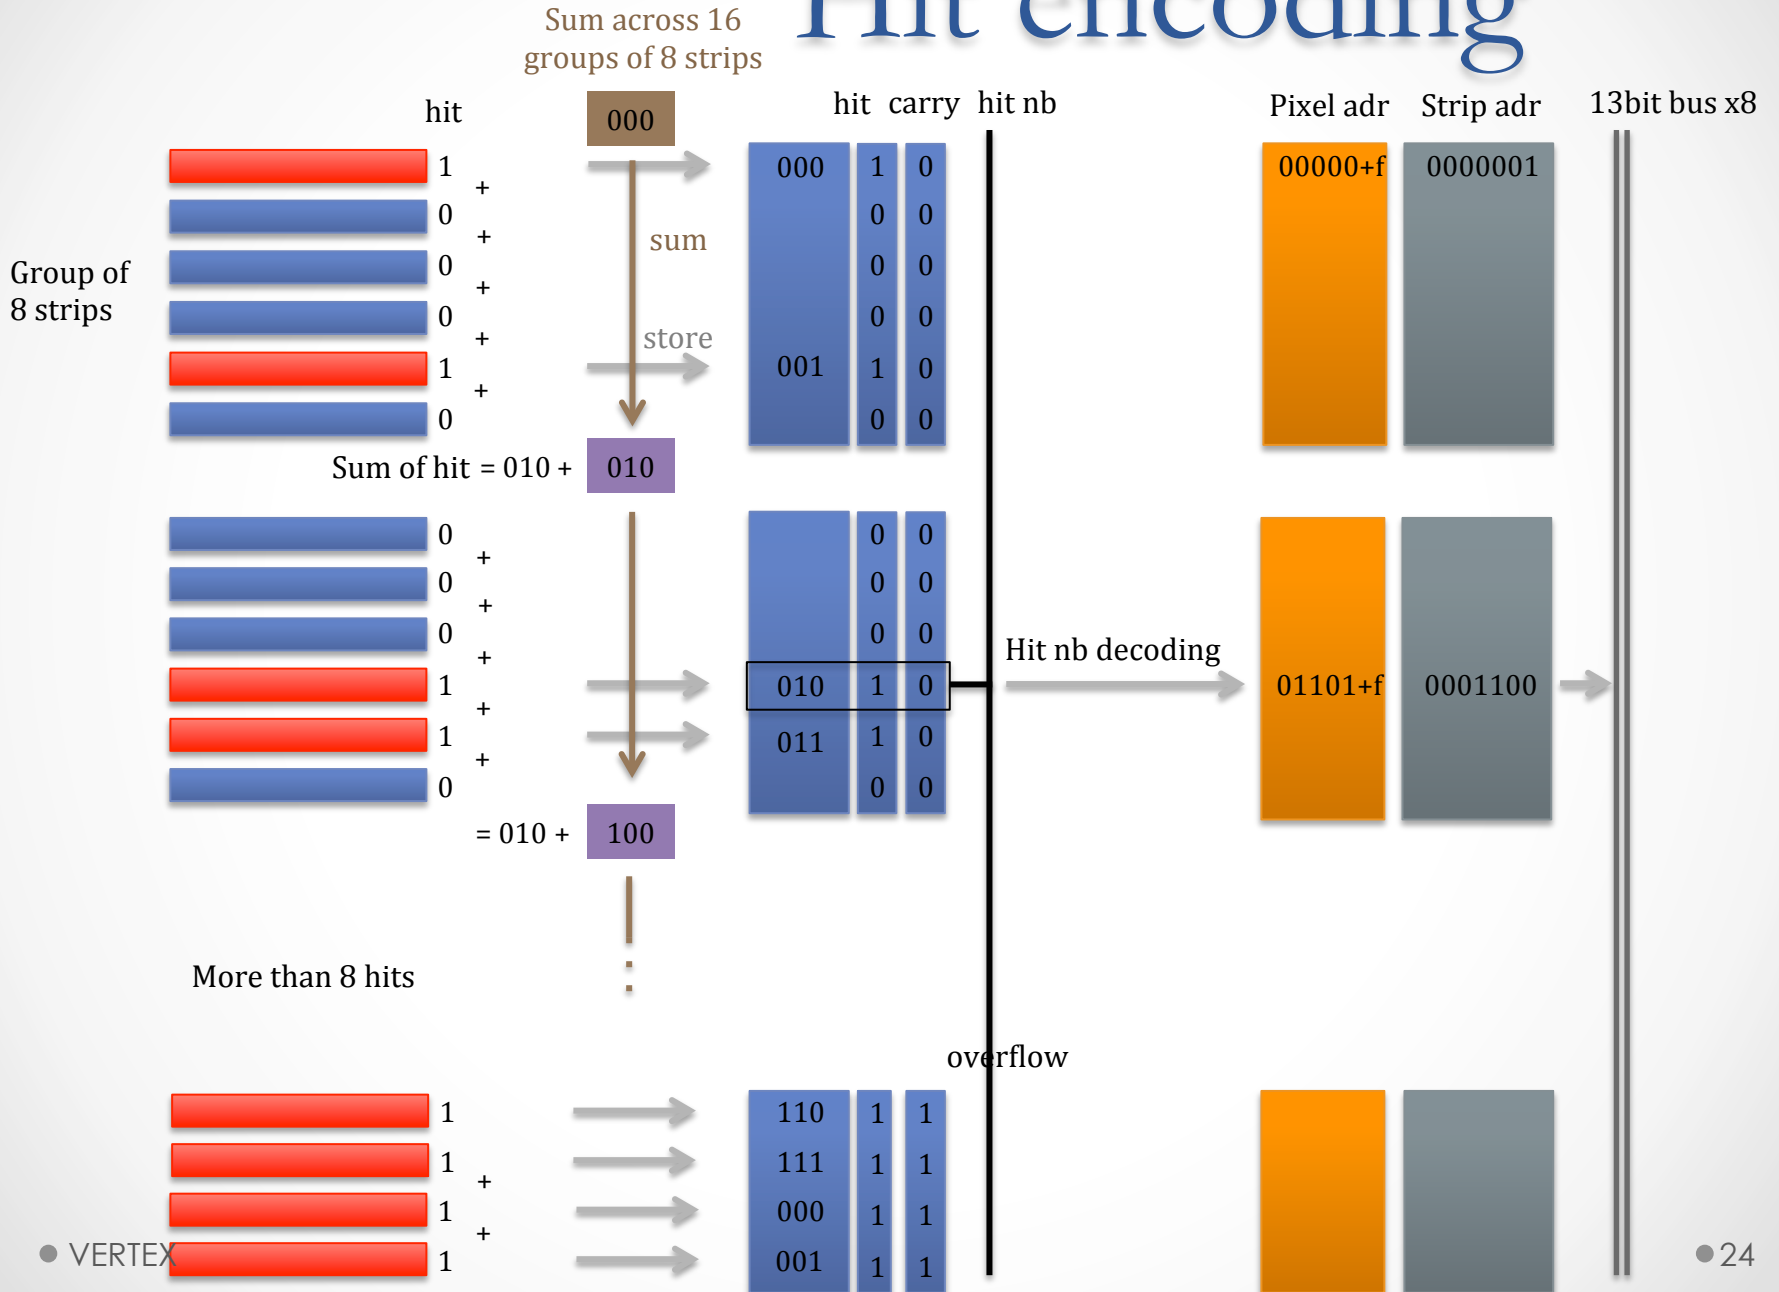 Hit encoding
Sum across 16
groups of 8 strips
hit
000
hit carry hit nb
Pixel adr Strip adr 13bit bus x8
1
+
000 1 0
00000+f 0000001
0
+
0 0
sum
Group of
8 strips
0
+
0 0
0
+
0 0
store
1
+
001 1 0
0
0 0
Sum of hit = 010 + 010
0
+
0 0
0
+
0 0
0
+
0 0
Hit nb decoding
1
+
010 1 0
01101+f 0001100
1
+
011 1 0
0
0 0
= 010 + 100
More than 8 hits
overflow
1
110 1 1
1
+
111 1 1
1
+
000 1 1
1
001 1 1
VERTEX
24